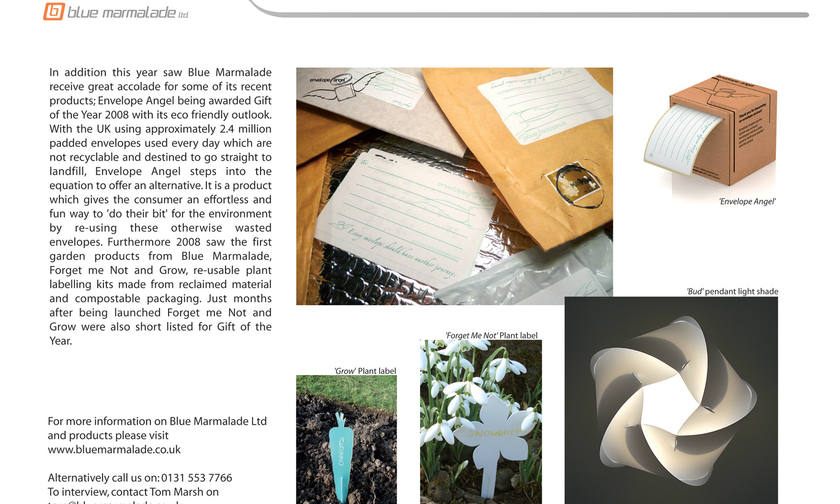 blue marmalade ltd
In addition this year saw Blue Marmalade
receive great accolade for some of its recent
products; Envelope Angel being awarded Gift
of the Year 2008 with its eco friendly outlook.
With the UK using approximately 2.4 million
padded envelopes used every day which are
not recyclable and destined to go straight to
landfill, Envelope Angel steps into the
equation to offer an alternative. It is a product
which gives the consumer an effortless and
fun way to 'do their bit' for the environment
by re-using these otherwise wasted
envelopes. Furthermore 2008 saw the first
garden products from Blue Marmalade,
Forget me Not and Grow, re-usable plant
labelling kits made from reclaimed material
and compostable packaging. Just months
after being launched Forget me Not and
Grow were also short listed for Gift of the
Year.
For more information on Blue Marmalade Ltd
and products please visit
www.bluemarmalade.co.uk
Alternatively call us on: 0131 553 7766
To interview, contact Tom Marsh on
envelope Angel
every envelope should have another journey
'Envelope Angel'
'Bud' pendant light shade
'Forget Me Not' Plant label
'Grow' Plant label